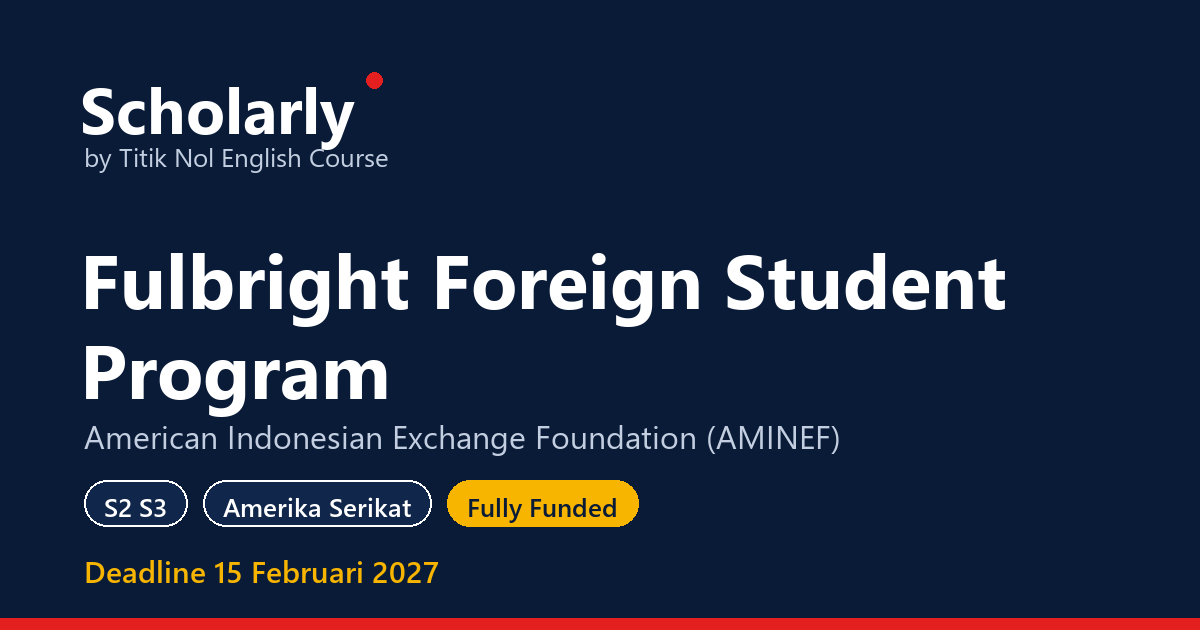 Scholarly
by Titik Nol English Course
Fulbright Foreign Student
Program
American Indonesian Exchange Foundation (AMINEF)
S2 S3 Amerika Serikat Fully Funded
Deadline 15 Februari 2027